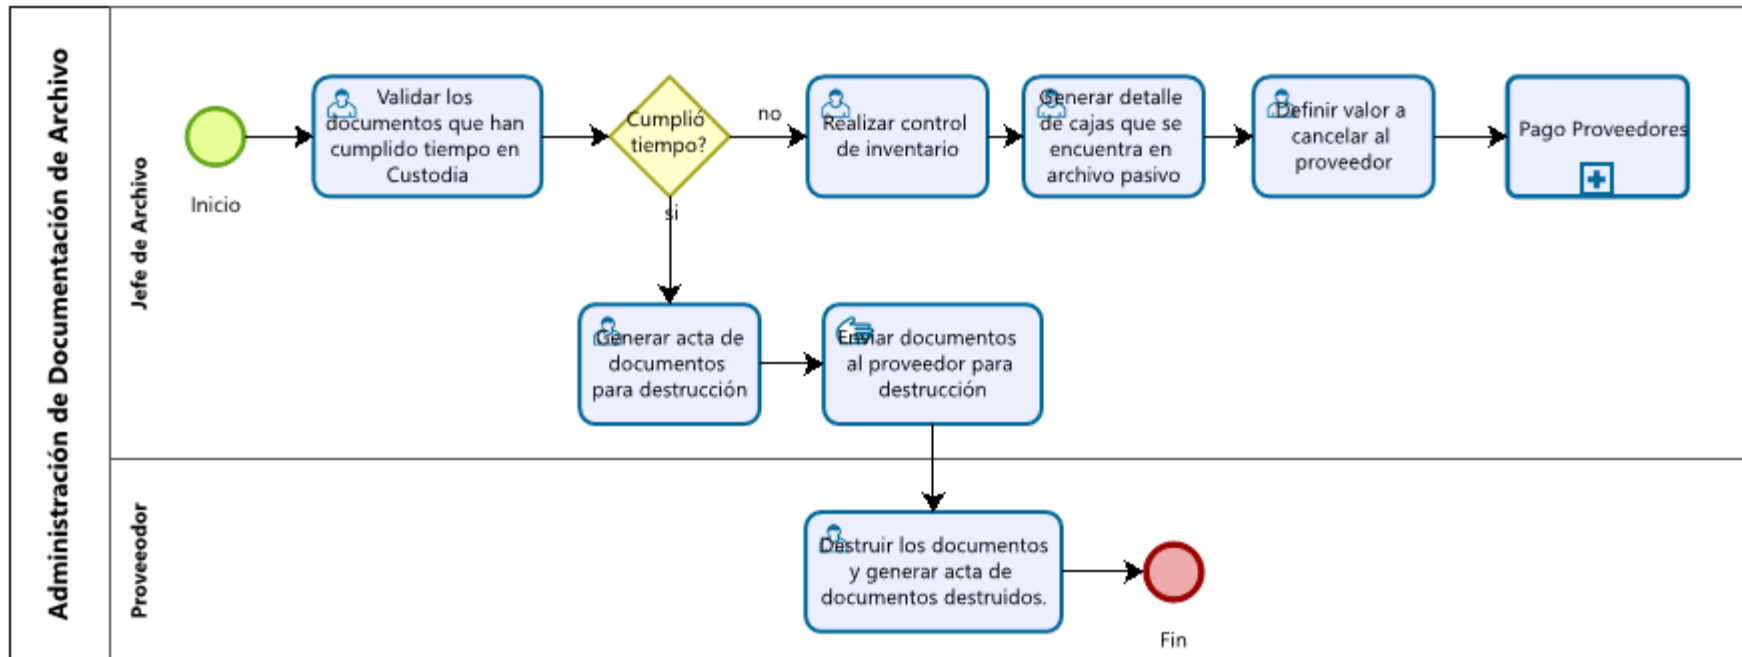 Administración de Documentación de Archivo
Jefe de Archivo
Inicio
Validar los
documentos que han
cumplido tiempo en
Custodia
Cumplió
tiempo?
no
si
Realizar control
de inventario
Generar detalle
de cajas que se
encuentra en
archivo pasivo
Definir valor a
cancelar al
proveedor
Pago Proveedores
Generar acta de
documentos
para destrucción
Enviar documentos
al proveedor para
destrucción
Proveedor
Destruir los documentos
y generar acta de
documentos destruidos.
Fin